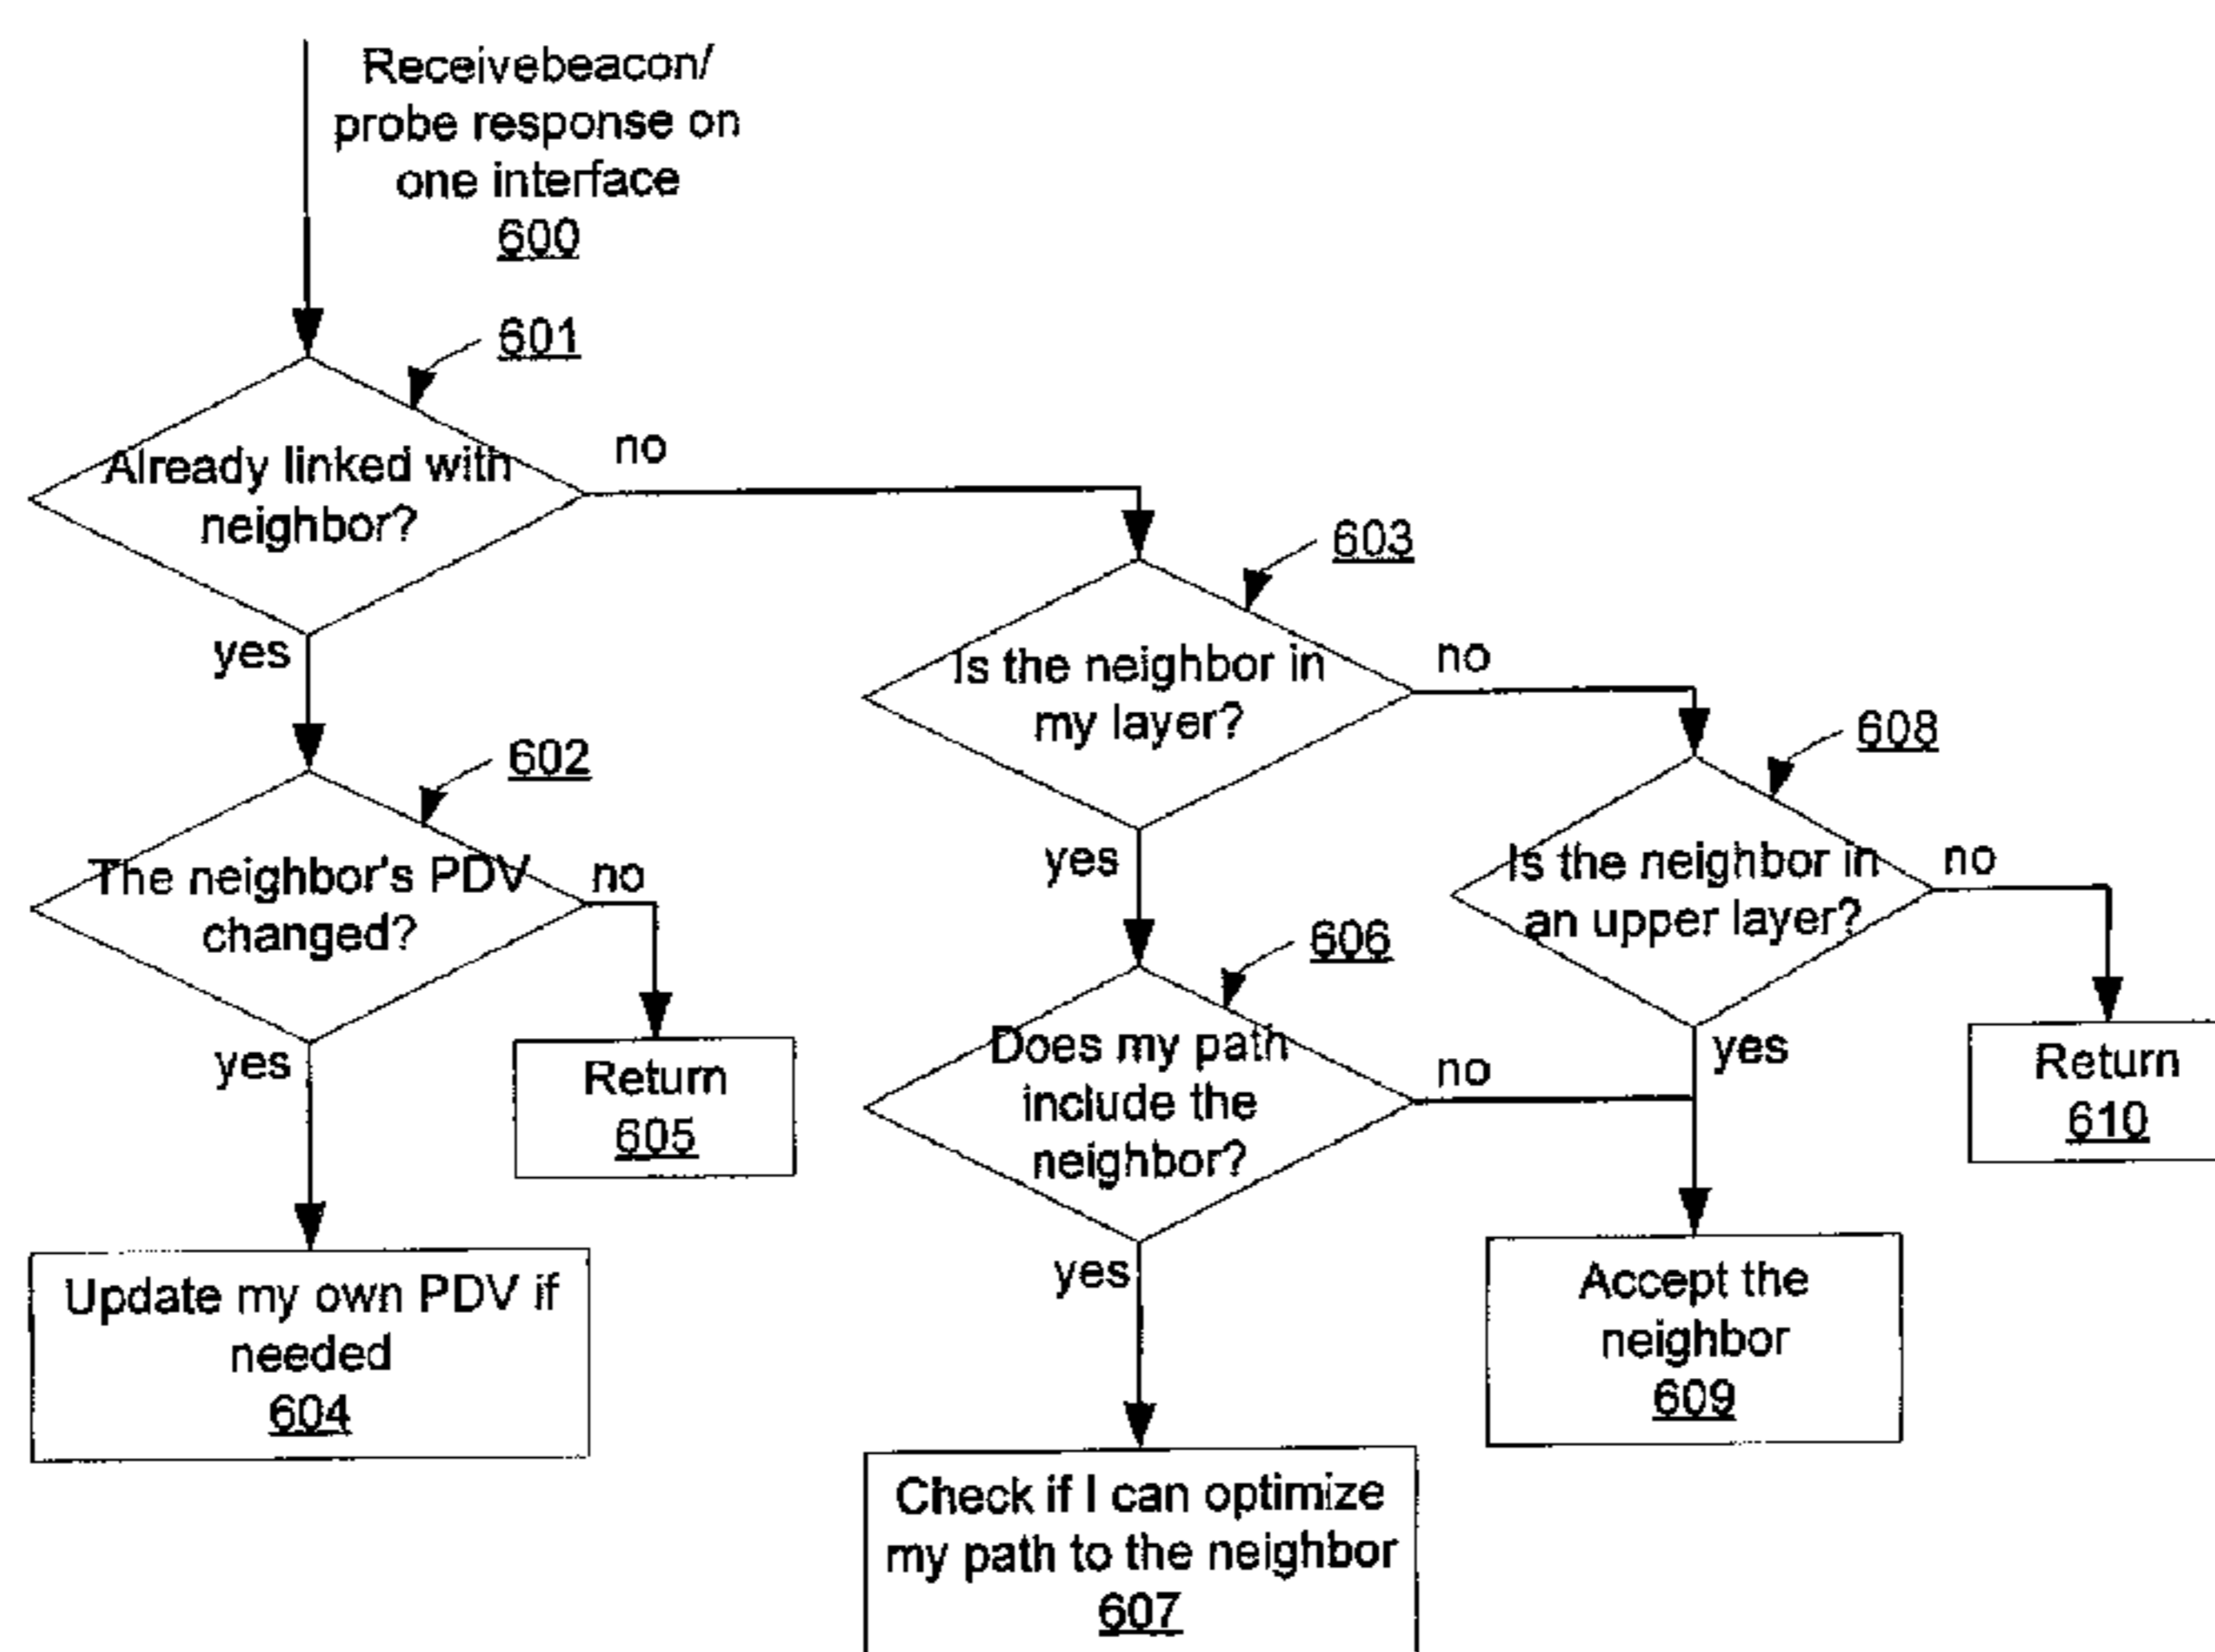 Receivebeacon/
probe response on
one interface
600
601
Already linked with
neighbor?
no
yes
603
Is the neighbor in
my layer?
no
yes
602
The neighbor's PDV
changed?
no
yes
608
Is the neighbor in
an upper layer?
no
yes
606
Does my path
include the
neighbor?
no
yes
Return
605
Return
610
Update my own PDV if
needed
604
Accept the
neighbor
609
Check if I can optimize
my path to the neighbor
607